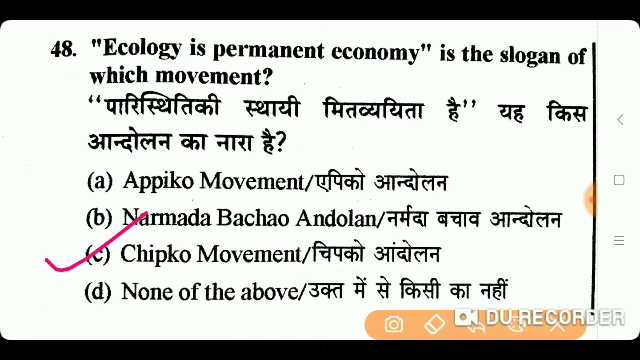 48. "Ecology is permanent economy" is the slogan of
which movement?
"पारिस्थितिकी स्थायी मितव्ययिता है" यह किस
आन्दोलन का नारा है?
(a) Appiko Movement/एपिको आन्दोलन
(b) Narmada Bachao Andolan/नर्मदा बचाव आन्दोलन
(c) Chipko Movement/चिपको आंदोलन
(d) None of the above/उक्त में से किसी का नहीं
DU RECORDER